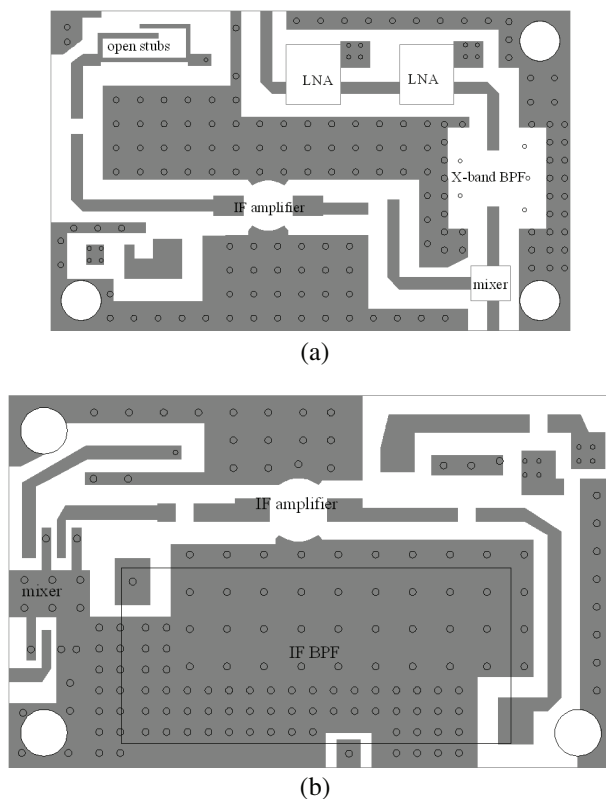 open stubs
LNA
LNA
X-band BPF
IF amplifier
mixer
(a)
IF amplifier
mixer
IF BPF
(b)